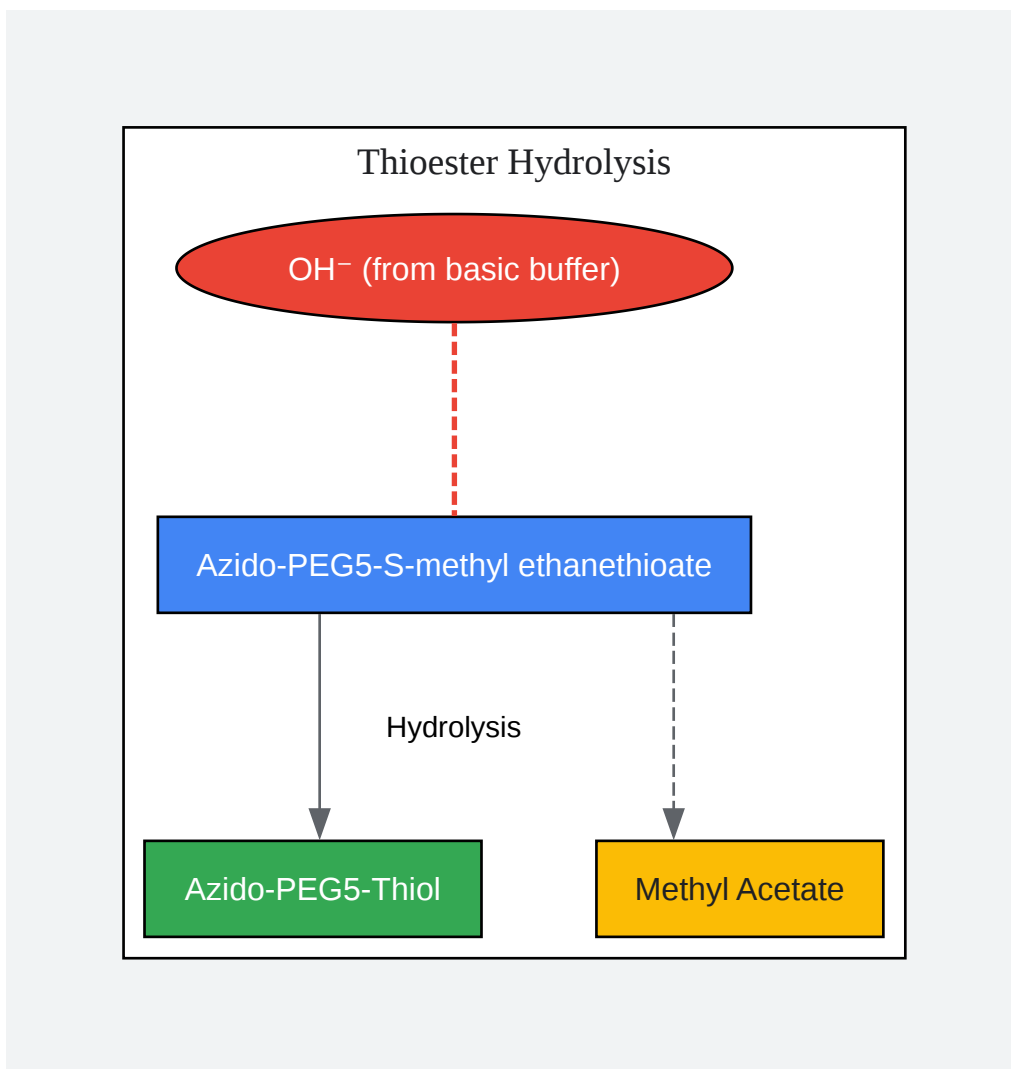 Thioester Hydrolysis
OH⁻ (from basic buffer)
Azido-PEG5-S-methyl ethanethioate
Hydrolysis
Azido-PEG5-Thiol
Methyl Acetate